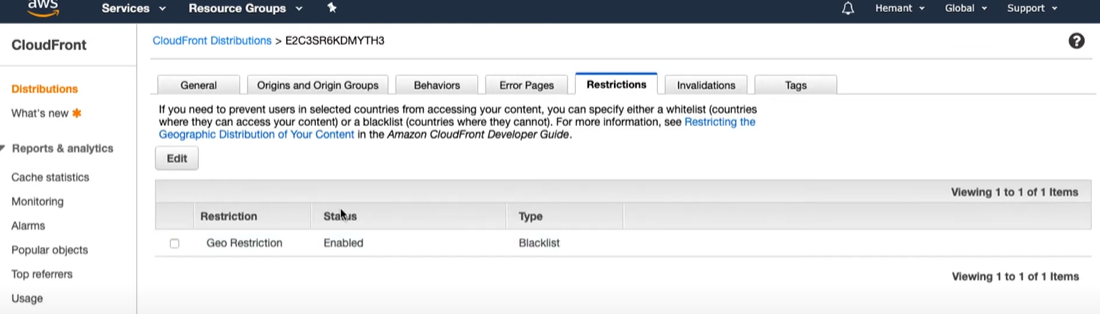 aws
Services
Resource Groups
Hemant
Global
Support
CloudFront
CloudFront Distributions > E2C3SR6KDMYTH3
?
Distributions
What's new
Reports & analytics
Cache statistics
Monitoring
Alarms
Popular objects
Top referrers
Usage
General
Origins and Origin Groups
Behaviors
Error Pages
Restrictions
Invalidations
Tags
If you need to prevent users in selected countries from accessing your content, you can specify either a whitelist (countries
where they can access your content) or a blacklist (countries where they cannot). For more information, see Restricting the
Geographic Distribution of Your Content in the Amazon CloudFront Developer Guide.
Edit
Viewing 1 to 1 of 1 Items
Restriction Status Type
Geo Restriction Enabled Blacklist
Viewing 1 to 1 of 1 Items